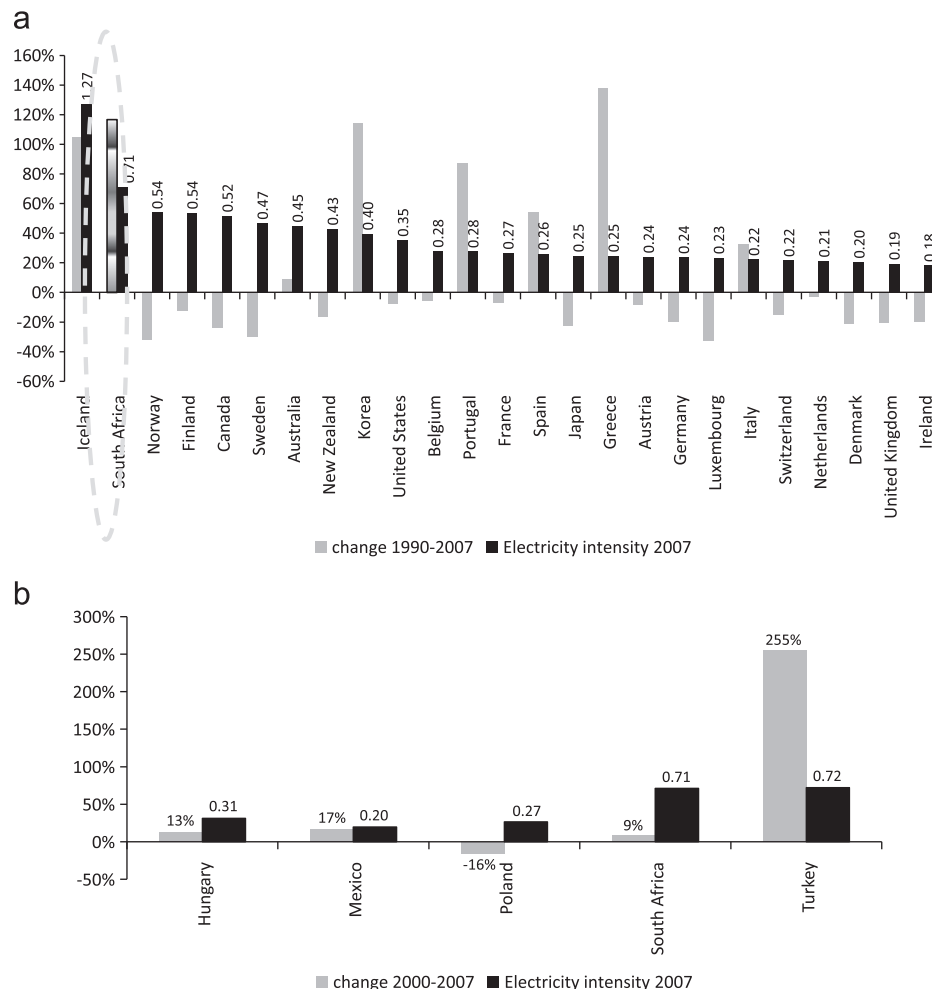 a
160%
140%
120%
100%
80%
60%
40%
20%
0%
-20%
-40%
-60%
1.27
0.71
0.54
0.54
0.52
0.47
0.45
0.43
0.40
0.35
0.28
0.28
0.27
0.26
0.25
0.25
0.24
0.24
0.23
0.22
0.22
0.21
0.20
0.19
0.18
Iceland
South Africa
Norway
Finland
Canada
Sweden
Australia
New Zealand
Korea
United States
Belgium
Portugal
France
Spain
Japan
Greece
Austria
Germany
Luxembourg
Italy
Switzerland
Netherlands
Denmark
United Kingdom
Ireland
change 1990-2007 Electricity intensity 2007
b
300%
250%
200%
150%
100%
50%
0%
-50%
13%
0.31
17%
0.20
-16%
0.27
9%
0.71
255%
0.72
Hungary
Mexico
Poland
South Africa
Turkey
change 2000-2007 Electricity intensity 2007